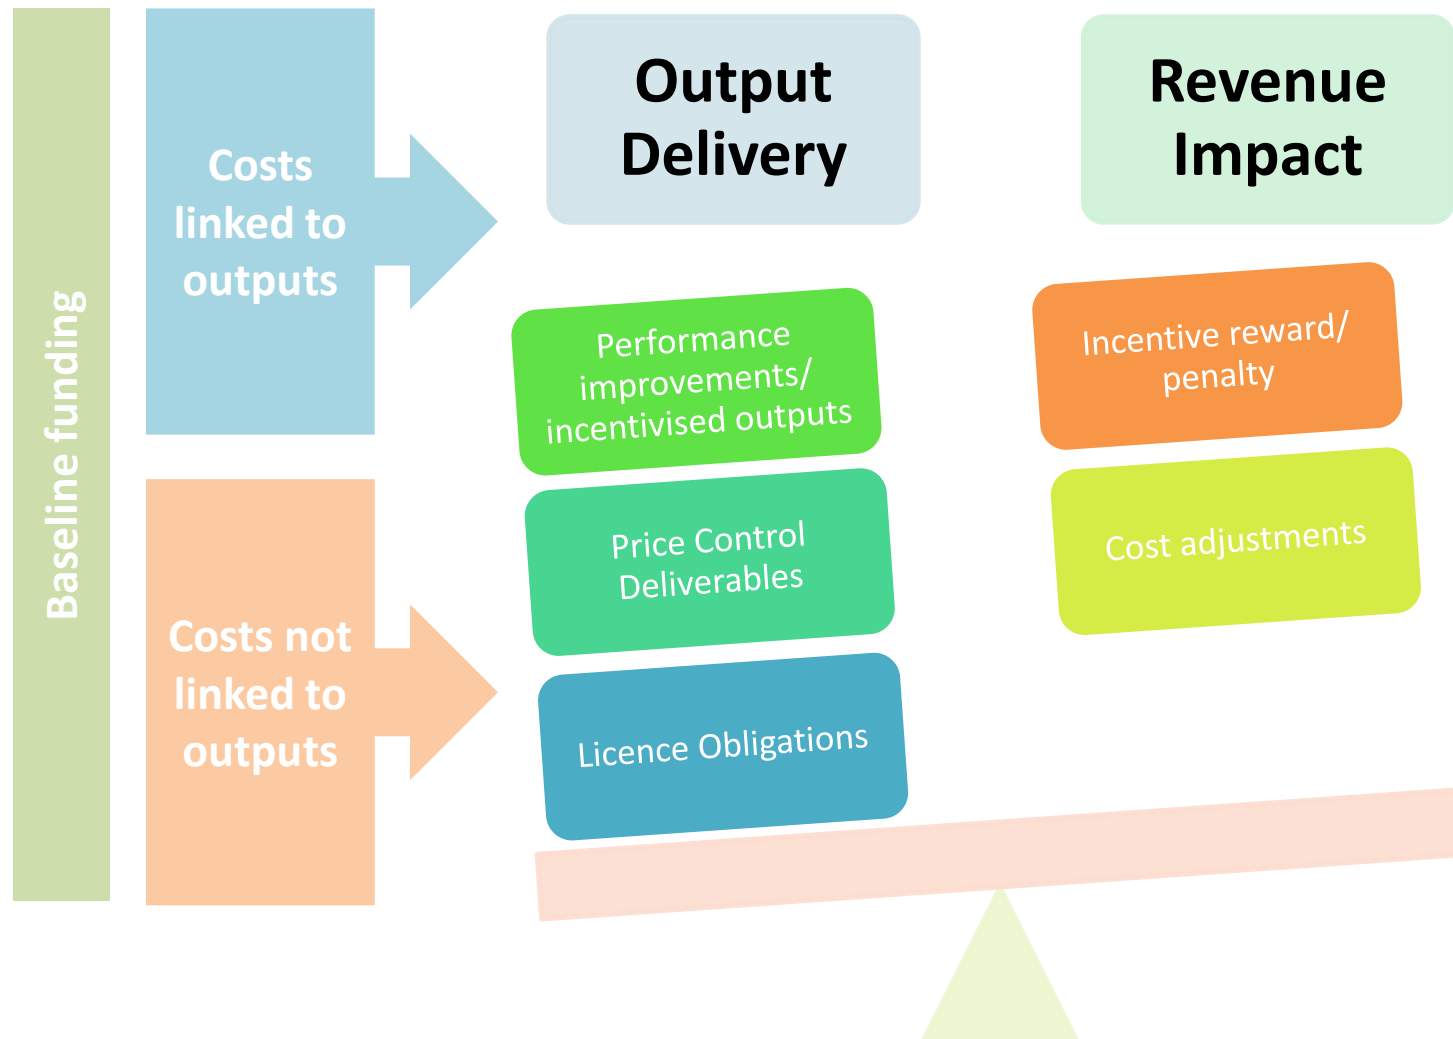 Baseline funding
Costs
linked to
outputs
Costs not
linked to
outputs
Output
Delivery
Performance
improvements/
incentivised outputs
Price Control
Deliverables
Licence Obligations
Revenue
Impact
Incentive reward/
penalty
Cost adjustments